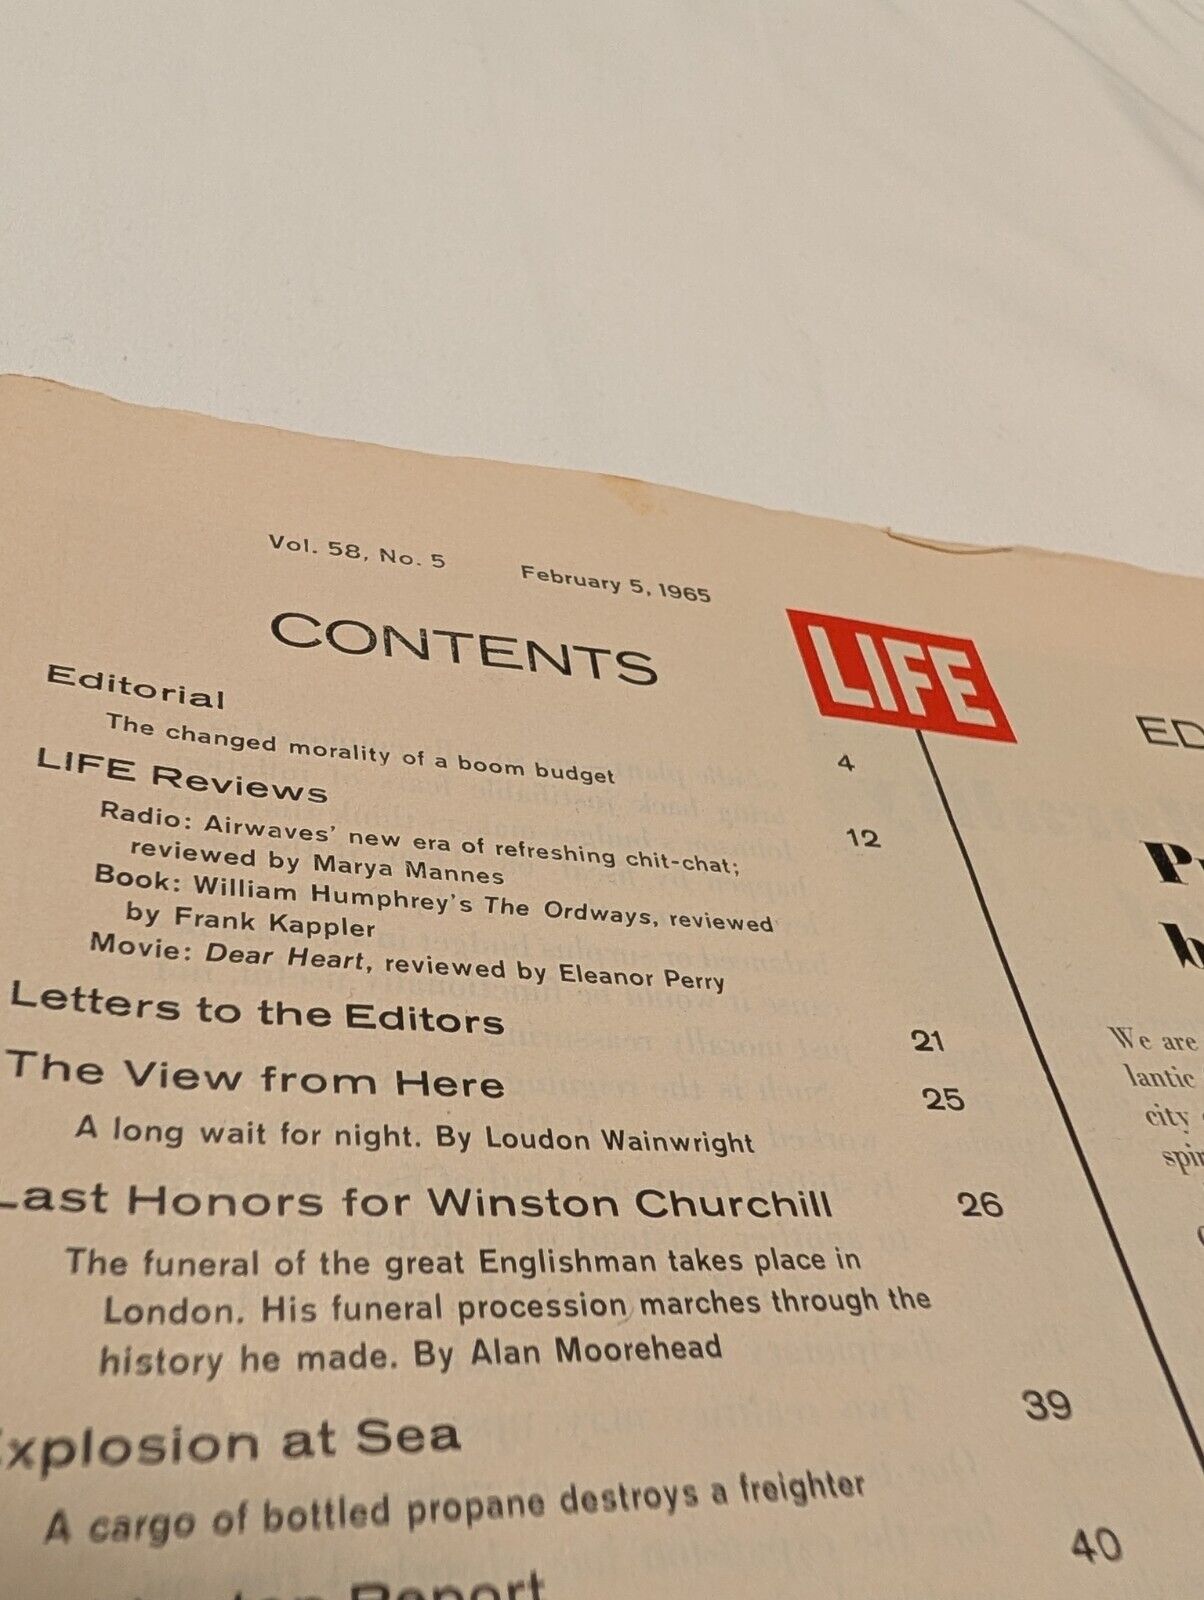 Vol. 58, No. 5 February 5, 1965
CONTENTS
LIFE
Editorial
The changed morality of a boom budget 4
LIFE Reviews 12
Radio: Airwaves' new era of refreshing chit-chat;
reviewed by Marya Mannes
Book: William Humphrey's The Ordways, reviewed
by Frank Kappler
Movie: Dear Heart, reviewed by Eleanor Perry
Letters to the Editors 21
The View from Here 25
A long wait for night. By Loudon Wainwright
Last Honors for Winston Churchill 26
The funeral of the great Englishman takes place in
London. His funeral procession marches through the
history he made. By Alan Moorehead
Explosion at Sea 39
A cargo of bottled propane destroys a freighter
Report 40
ED
We are
lantic
city